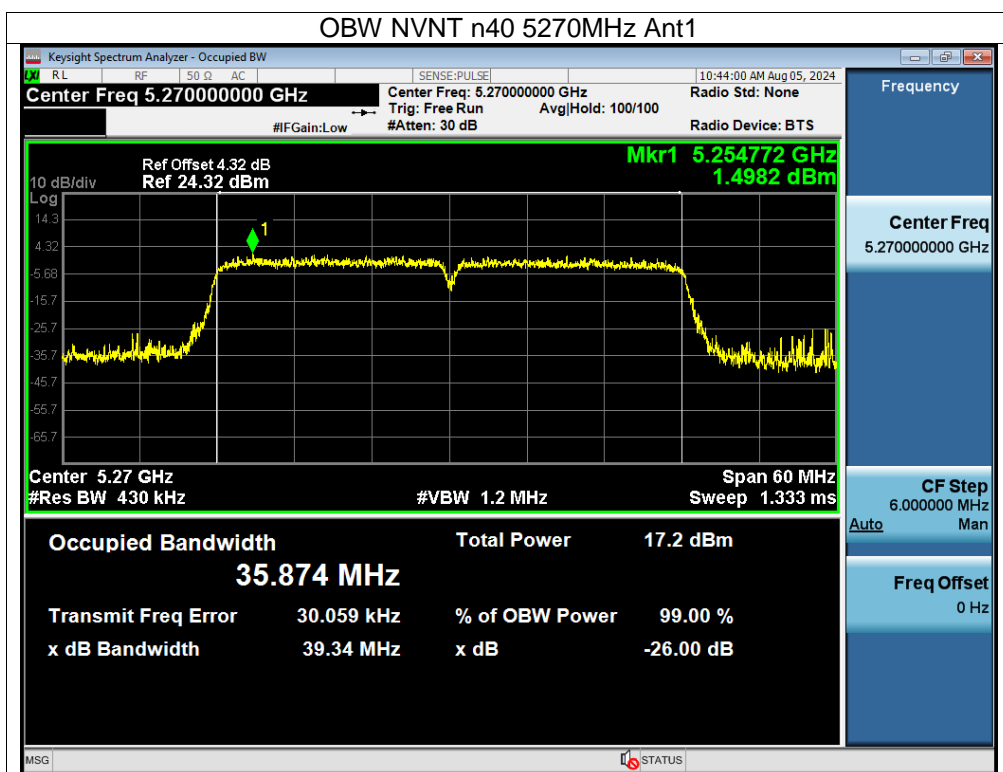 OBW NVNT n40 5270MHz Ant1
Keysight Spectrum Analyzer - Occupied BW
LXI RL RF 50 Ω AC SENSE:PULSE 10:44:00 AM Aug 05, 2024
Center Freq 5.270000000 GHz Center Freq: 5.270000000 GHz Radio Std: None
Trig: Free Run Avg|Hold: 100/100
#IFGain:Low #Atten: 30 dB Radio Device: BTS
Frequency
Mkr1 5.254772 GHz
1.4982 dBm
Ref Offset 4.32 dB
10 dB/div Ref 24.32 dBm
Log
14.3
4.32
-5.68
-15.7
-25.7
-35.7
-45.7
-55.7
-65.7
1
Center 5.27 GHz Span 60 MHz
#Res BW 430 kHz #VBW 1.2 MHz Sweep 1.333 ms
Center Freq
5.270000000 GHz
CF Step
6.000000 MHz
Auto Man
Freq Offset
0 Hz
Occupied Bandwidth Total Power 17.2 dBm
35.874 MHz
Transmit Freq Error 30.059 kHz % of OBW Power 99.00 %
x dB Bandwidth 39.34 MHz x dB -26.00 dB
MSG STATUS